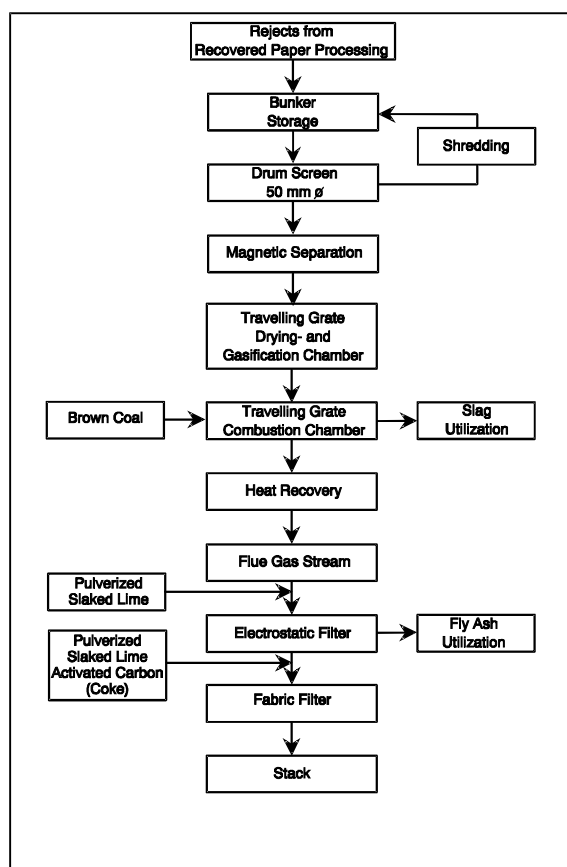 Rejects from
Recovered Paper Processing
Bunker
Storage
Shredding
Drum Screen
50 mm ø
Magnetic Separation
Travelling Grate
Drying- and
Gasification Chamber
Brown Coal
Travelling Grate
Combustion Chamber
Slag
Utilization
Heat Recovery
Flue Gas Stream
Pulverized
Slaked Lime
Electrostatic Filter
Fly Ash
Utilization
Pulverized
Slaked Lime
Activated Carbon
(Coke)
Fabric Filter
Stack